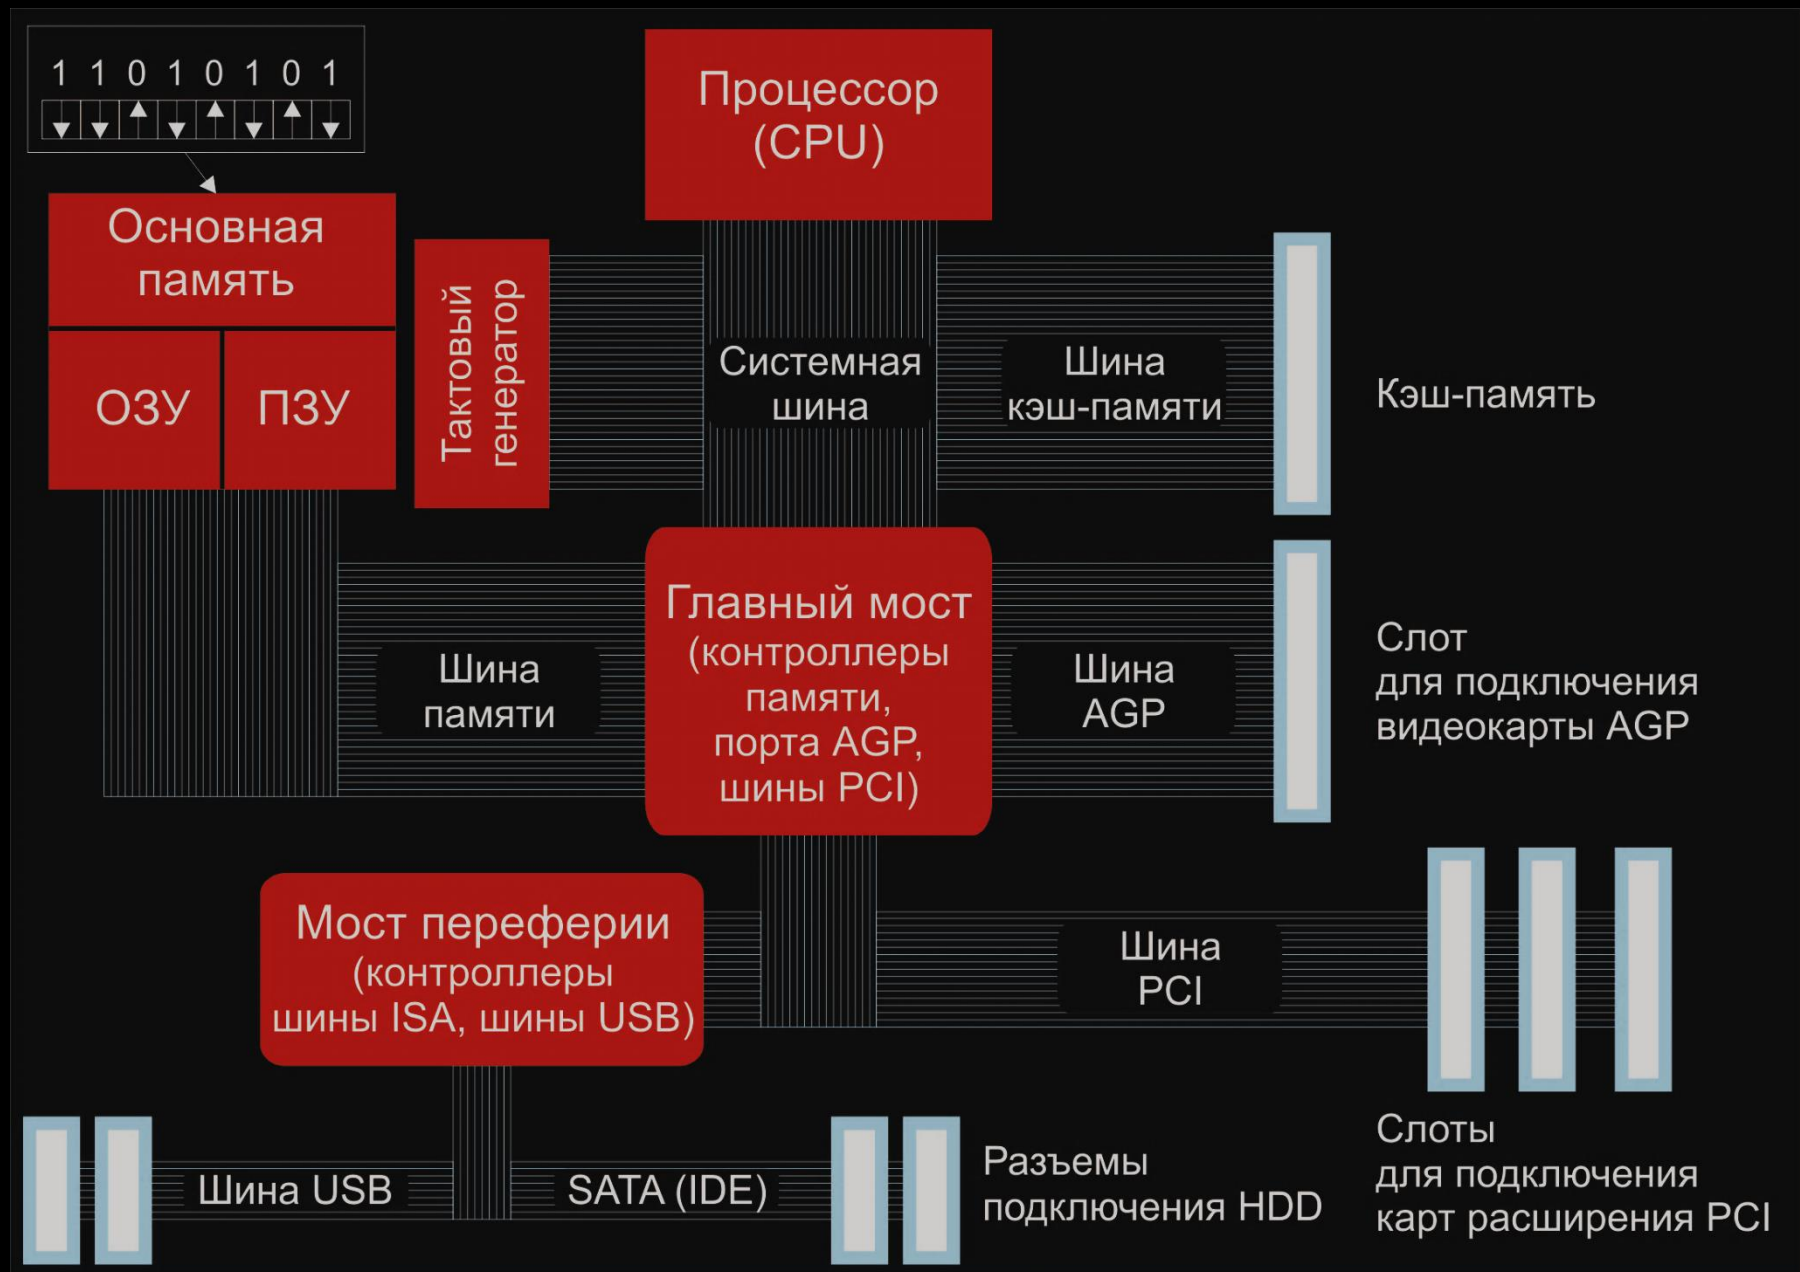 1 1 0 1 0 1 0 1
Процессор
(CPU)
Основная
память
ОЗУ
ПЗУ
Тактовый
генератор
Системная
шина
Шина
кэш-памяти
Кэш-память
Главный мост
(контроллеры
памяти,
порта AGP,
шины PCI)
Шина
памяти
Шина
AGP
Слот
для подключения
видеокарты AGP
Мост переферии
(контроллеры
шины ISA, шины USB)
Шина
PCI
Слоты
для подключения
карт расширения PCI
Шина USB
SATA (IDE)
Разъемы
подключения HDD